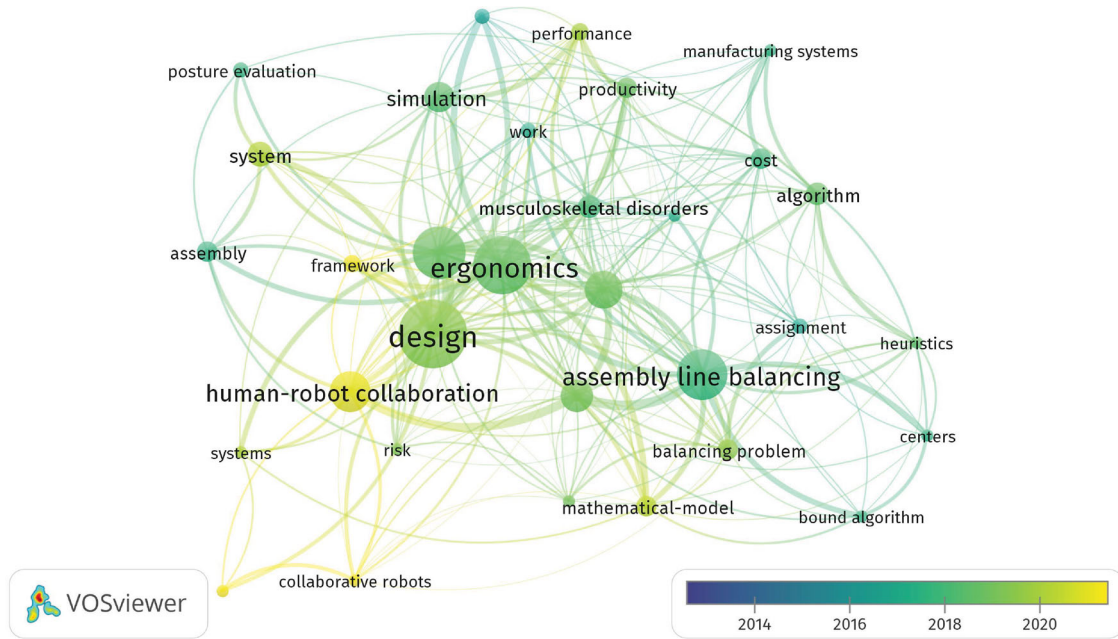 performance
manufacturing systems
posture evaluation
simulation
productivity
work
system
cost
algorithm
musculoskeletal disorders
assembly
framework
ergonomics
design
assignment
heuristics
human-robot collaboration
assembly line balancing
centers
systems
risk
balancing problem
mathematical-model
bound algorithm
collaborative robots
VOSviewer
2014 2016 2018 2020